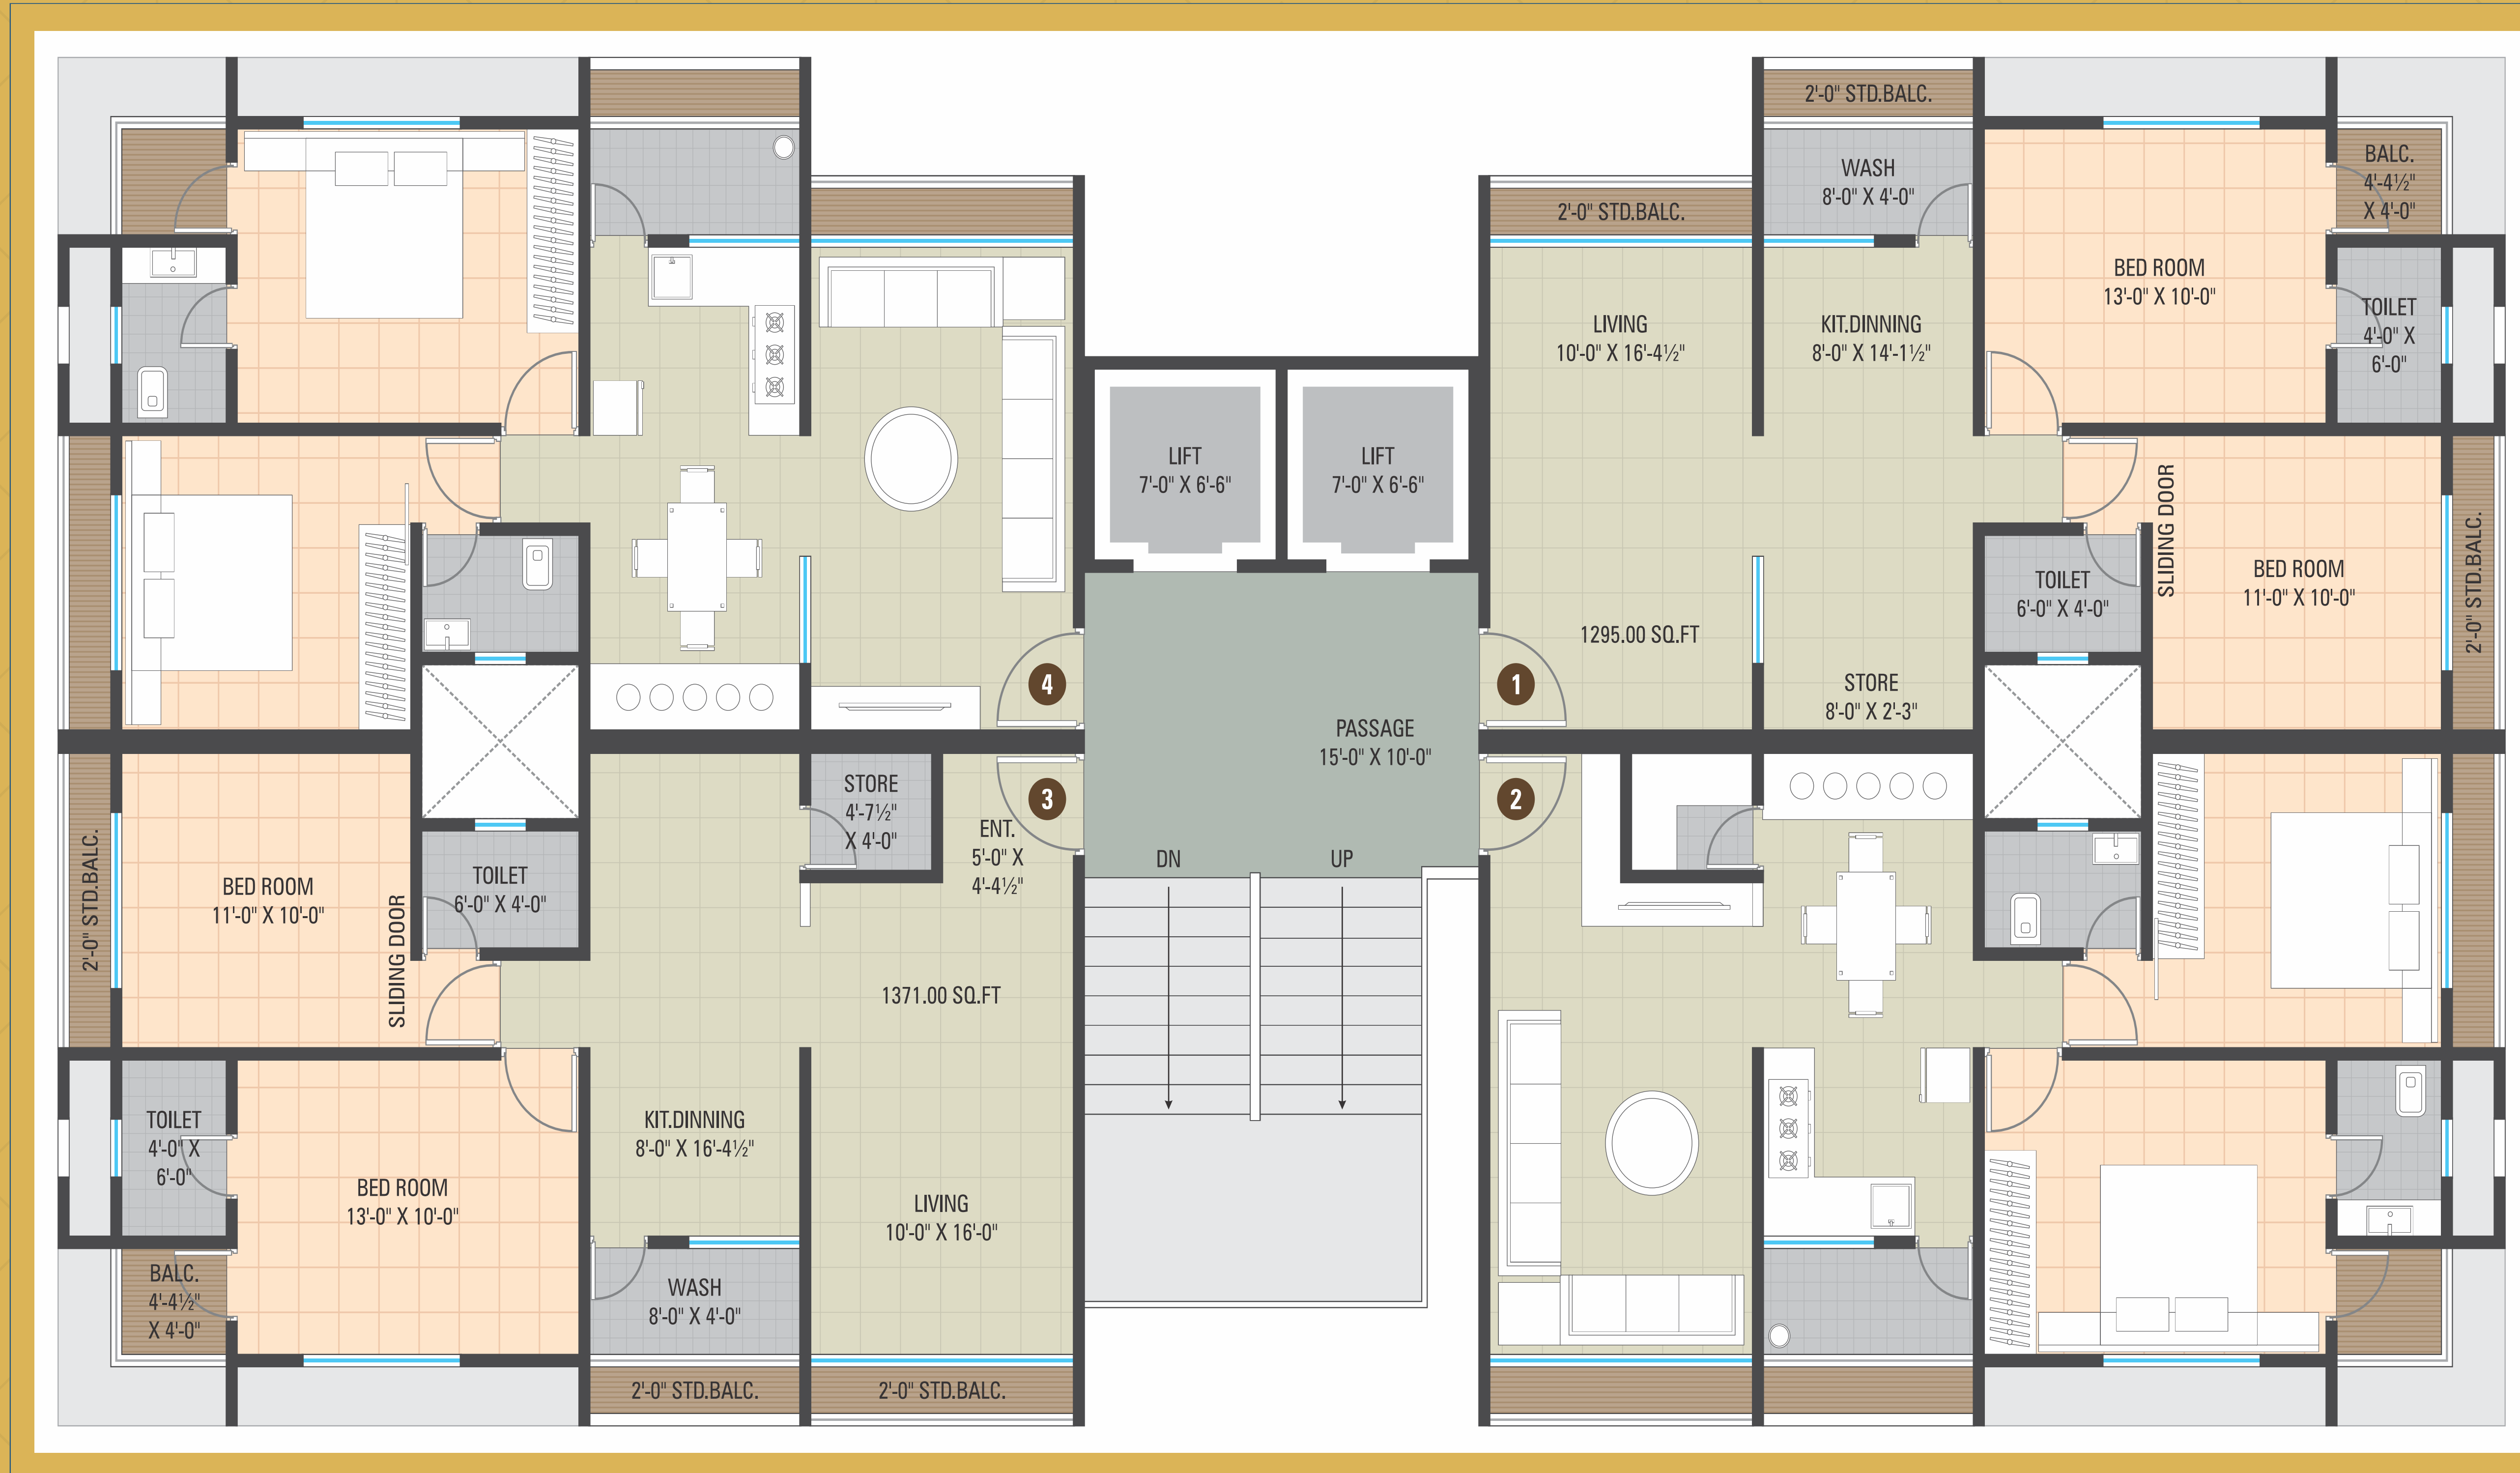 2'-0" STD.BALC.
WASH
8'-0" X 4'-0"
2'-0" STD.BALC.
BALC.
4'-4½"
X 4'-0"
BED ROOM
13'-0" X 10'-0"
TOILET
4'-0" X
6'-0"
LIVING
10'-0" X 16'-4½"
KIT.DINNING
8'-0" X 14'-1½"
LIFT
7'-0" X 6'-6"
LIFT
7'-0" X 6'-6"
SLIDING DOOR
TOILET
6'-0" X 4'-0"
BED ROOM
11'-0" X 10'-0"
2'-0" STD.BALC.
1295.00 SQ.FT
STORE
8'-0" X 2'-3"
4
1
PASSAGE
15'-0" X 10'-0"
3
2
STORE
4'-7½"
X 4'-0"
ENT.
5'-0" X
4'-4½"
DN
UP
2'-0" STD.BALC.
BED ROOM
11'-0" X 10'-0"
SLIDING DOOR
TOILET
6'-0" X 4'-0"
1371.00 SQ.FT
TOILET
4'-0" X
6'-0"
KIT.DINNING
8'-0" X 16'-4½"
BED ROOM
13'-0" X 10'-0"
LIVING
10'-0" X 16'-0"
BALC.
4'-4½"
X 4'-0"
WASH
8'-0" X 4'-0"
2'-0" STD.BALC.
2'-0" STD.BALC.